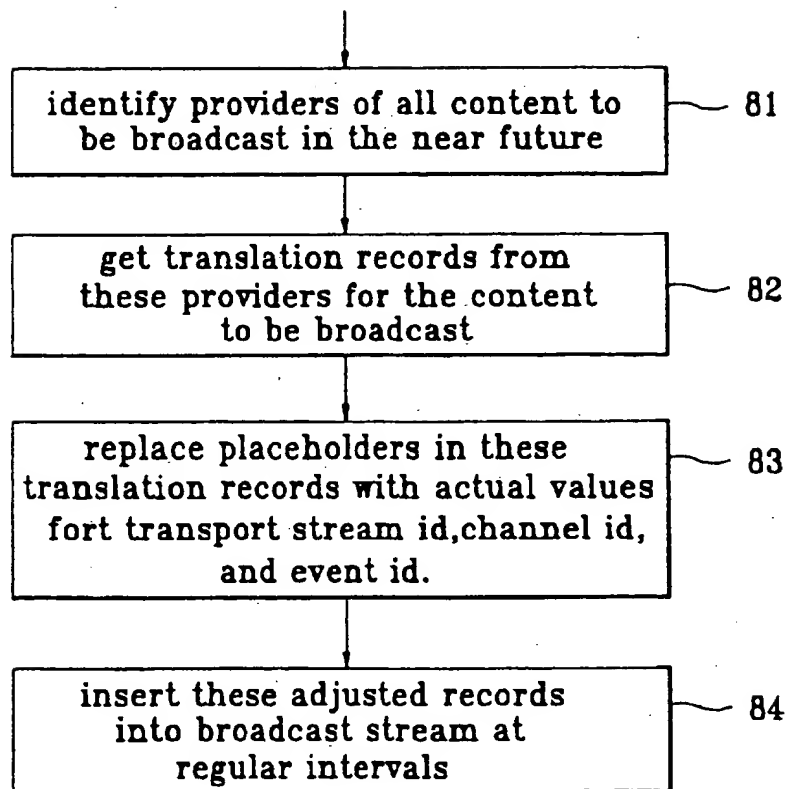 identify providers of all content to
be broadcast in the near future
81
get translation records from
these providers for the content
to be broadcast
82
replace placeholders in these
translation records with actual values
fort transport stream id,channel id,
and event id.
83
insert these adjusted records
into broadcast stream at
regular intervals
84